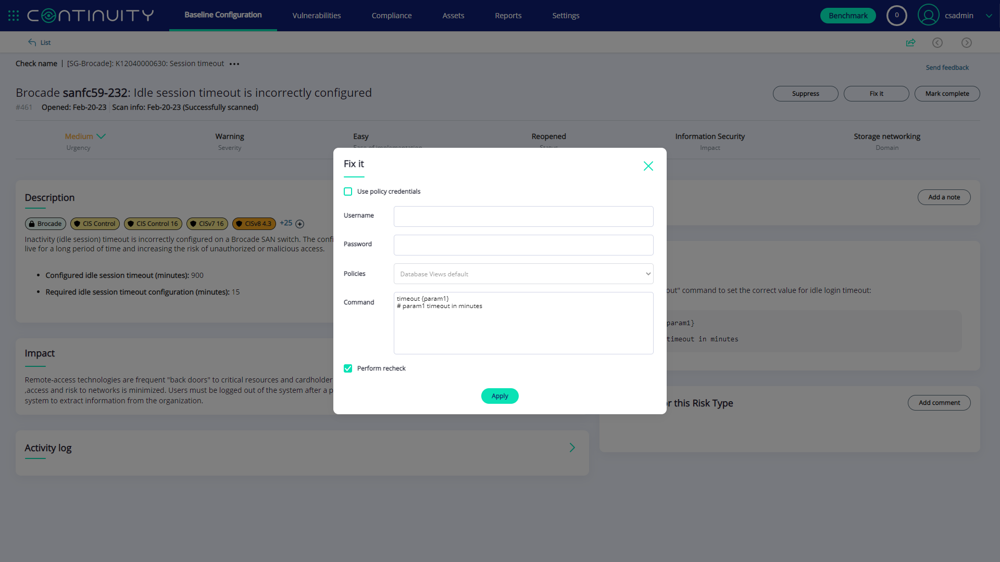 CONTINUITY
Baseline Configuration
Vulnerabilities
Compliance
Assets
Reports
Settings
Benchmark
0
csadmin
List
Check name | [SG-Brocade]: K12040000630: Session timeout •••
Send feedback
Brocade sanfc59-232: Idle session timeout is incorrectly configured
Suppress
Fix it
Mark complete
#461 Opened: Feb-20-23 | Scan info: Feb-20-23 (Successfully scanned)
Medium
Urgency
Warning
Severity
Easy
Ease of implementation
Reopened
Status
Information Security
Impact
Storage networking
Domain
Description
Brocade
CIS Control
CIS Control 16
CISv7 16
CISv8 4.3
+25
Inactivity (idle session) timeout is incorrectly configured on a Brocade SAN switch. The confi
live for a long period of time and increasing the risk of unauthorized or malicious access.
• Configured idle session timeout (minutes): 900
• Required idle session timeout configuration (minutes): 15
Impact
Remote-access technologies are frequent "back doors" to critical resources and cardholder
,access and risk to networks is minimized. Users must be logged out of the system after a p
system to extract information from the organization.
Activity log
Fix it
Use policy credentials
Username
Password
Policies
Database Views default
Command
timeout {param1}
# param1 timeout in minutes
Perform recheck
Apply
Add a note
out" command to set the correct value for idle login timeout:
param1}
timeout in minutes
or this Risk Type
Add comment